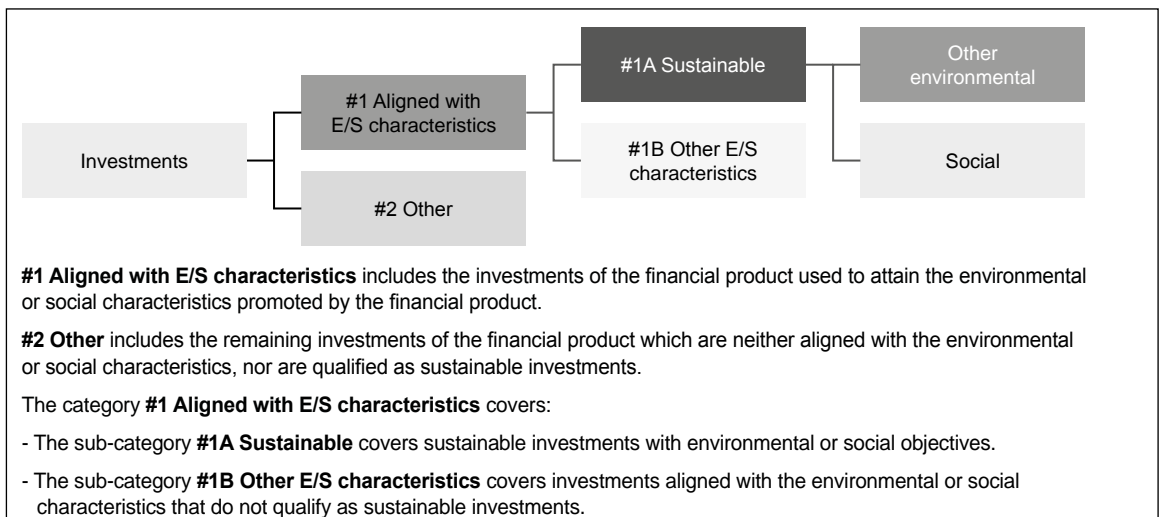 Investments
#1 Aligned with
E/S characteristics
#2 Other
#1A Sustainable
#1B Other E/S
characteristics
Other
environmental
Social
#1 Aligned with E/S characteristics includes the investments of the financial product used to attain the environmental
or social characteristics promoted by the financial product.
#2 Other includes the remaining investments of the financial product which are neither aligned with the environmental
or social characteristics, nor are qualified as sustainable investments.
The category #1 Aligned with E/S characteristics covers:
- The sub-category #1A Sustainable covers sustainable investments with environmental or social objectives.
- The sub-category #1B Other E/S characteristics covers investments aligned with the environmental or social
characteristics that do not qualify as sustainable investments.